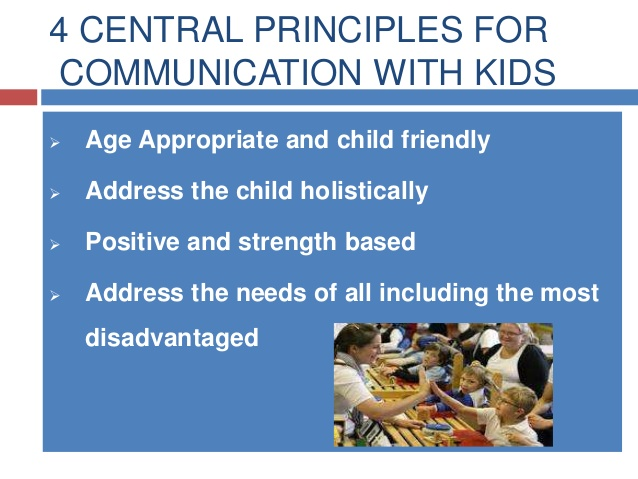 4 CENTRAL PRINCIPLES FOR
COMMUNICATION WITH KIDS
Age Appropriate and child friendly
Address the child holistically
Positive and strength based
Address the needs of all including the most
disadvantaged